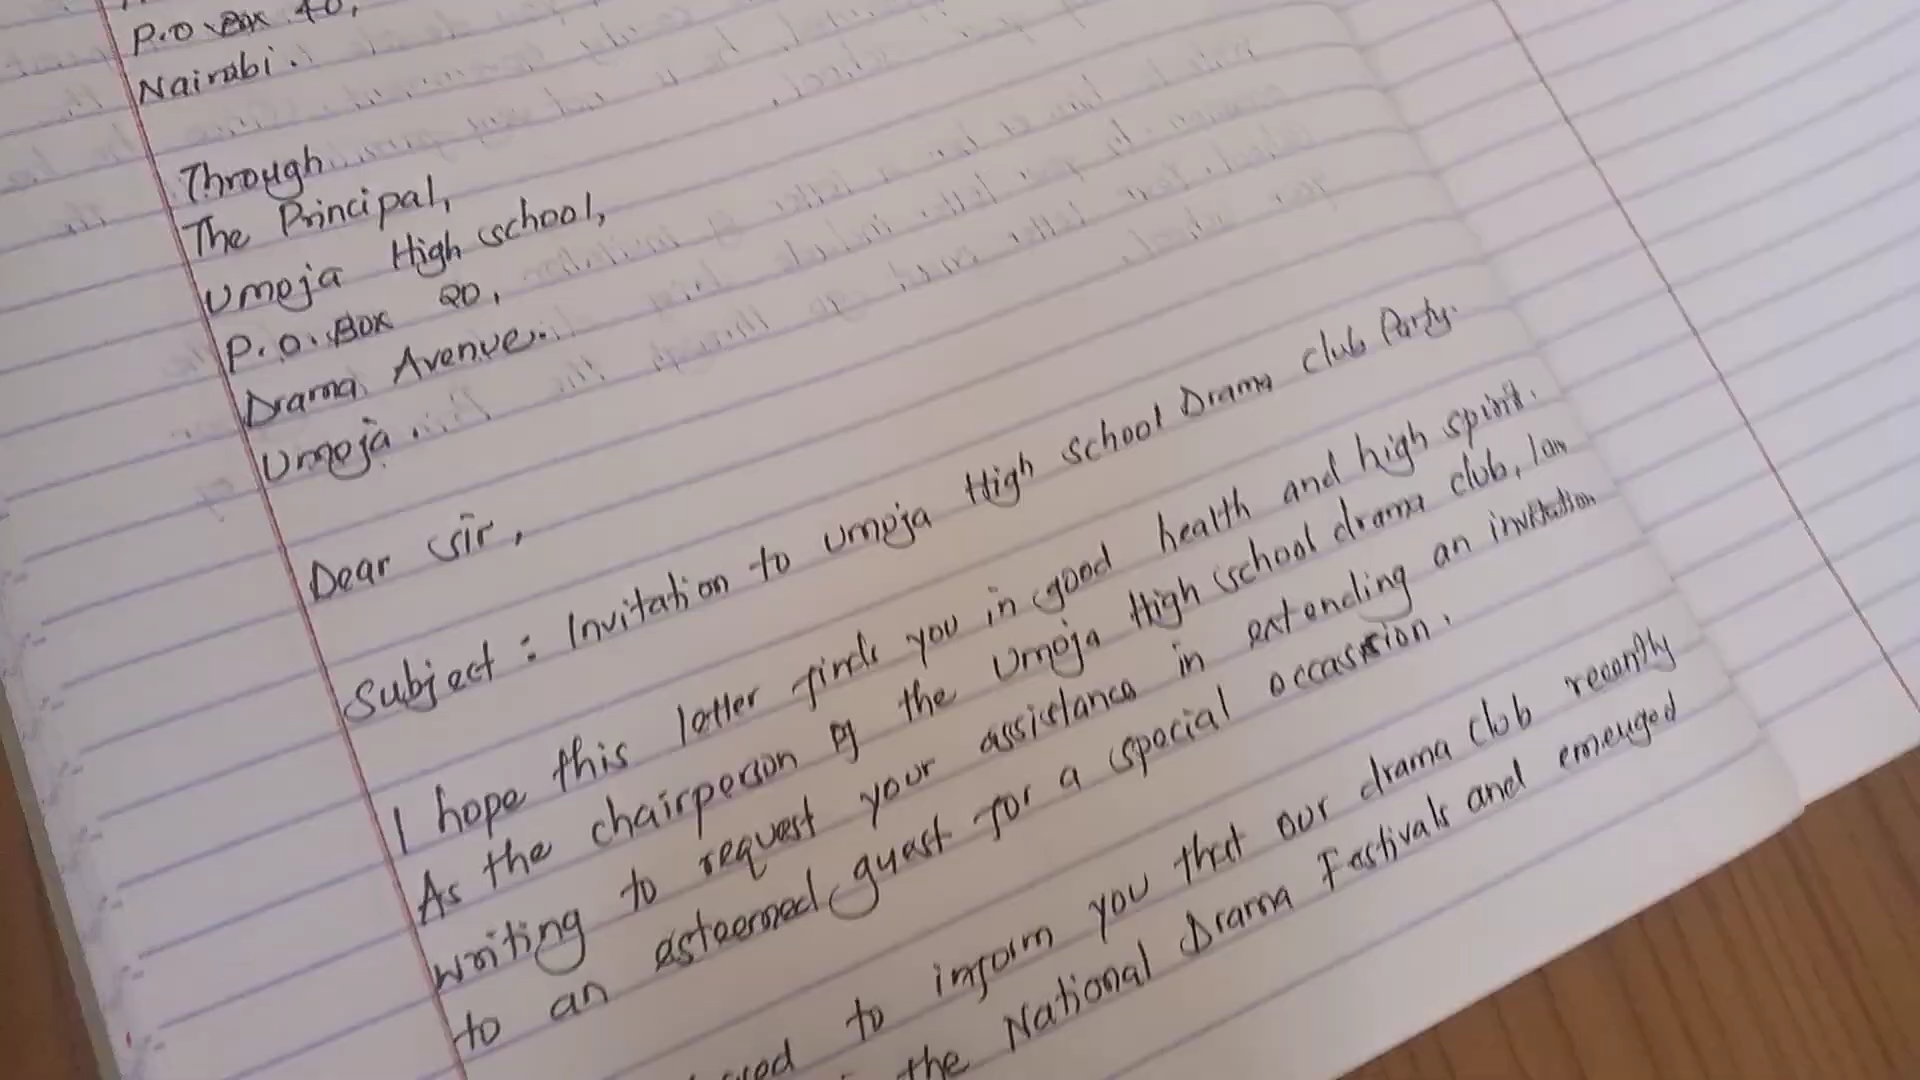 P.O Box 40,
Nairobi.
Through
The Principal,
Umoja High school,
P.O. Box 20,
Drama Avenue.
Umoja.
Dear Sir,
Subject: Invitation to Umoja High school Drama club Party.
I hope this letter finds you in good health and high spirit.
As the chairperson of the Umoja High school drama club, I am
writing to request your assistance in extending an invitation
to an esteemed guest for a special occassion.
to inform you that our drama club recently
the National Drama Festivals and emerged